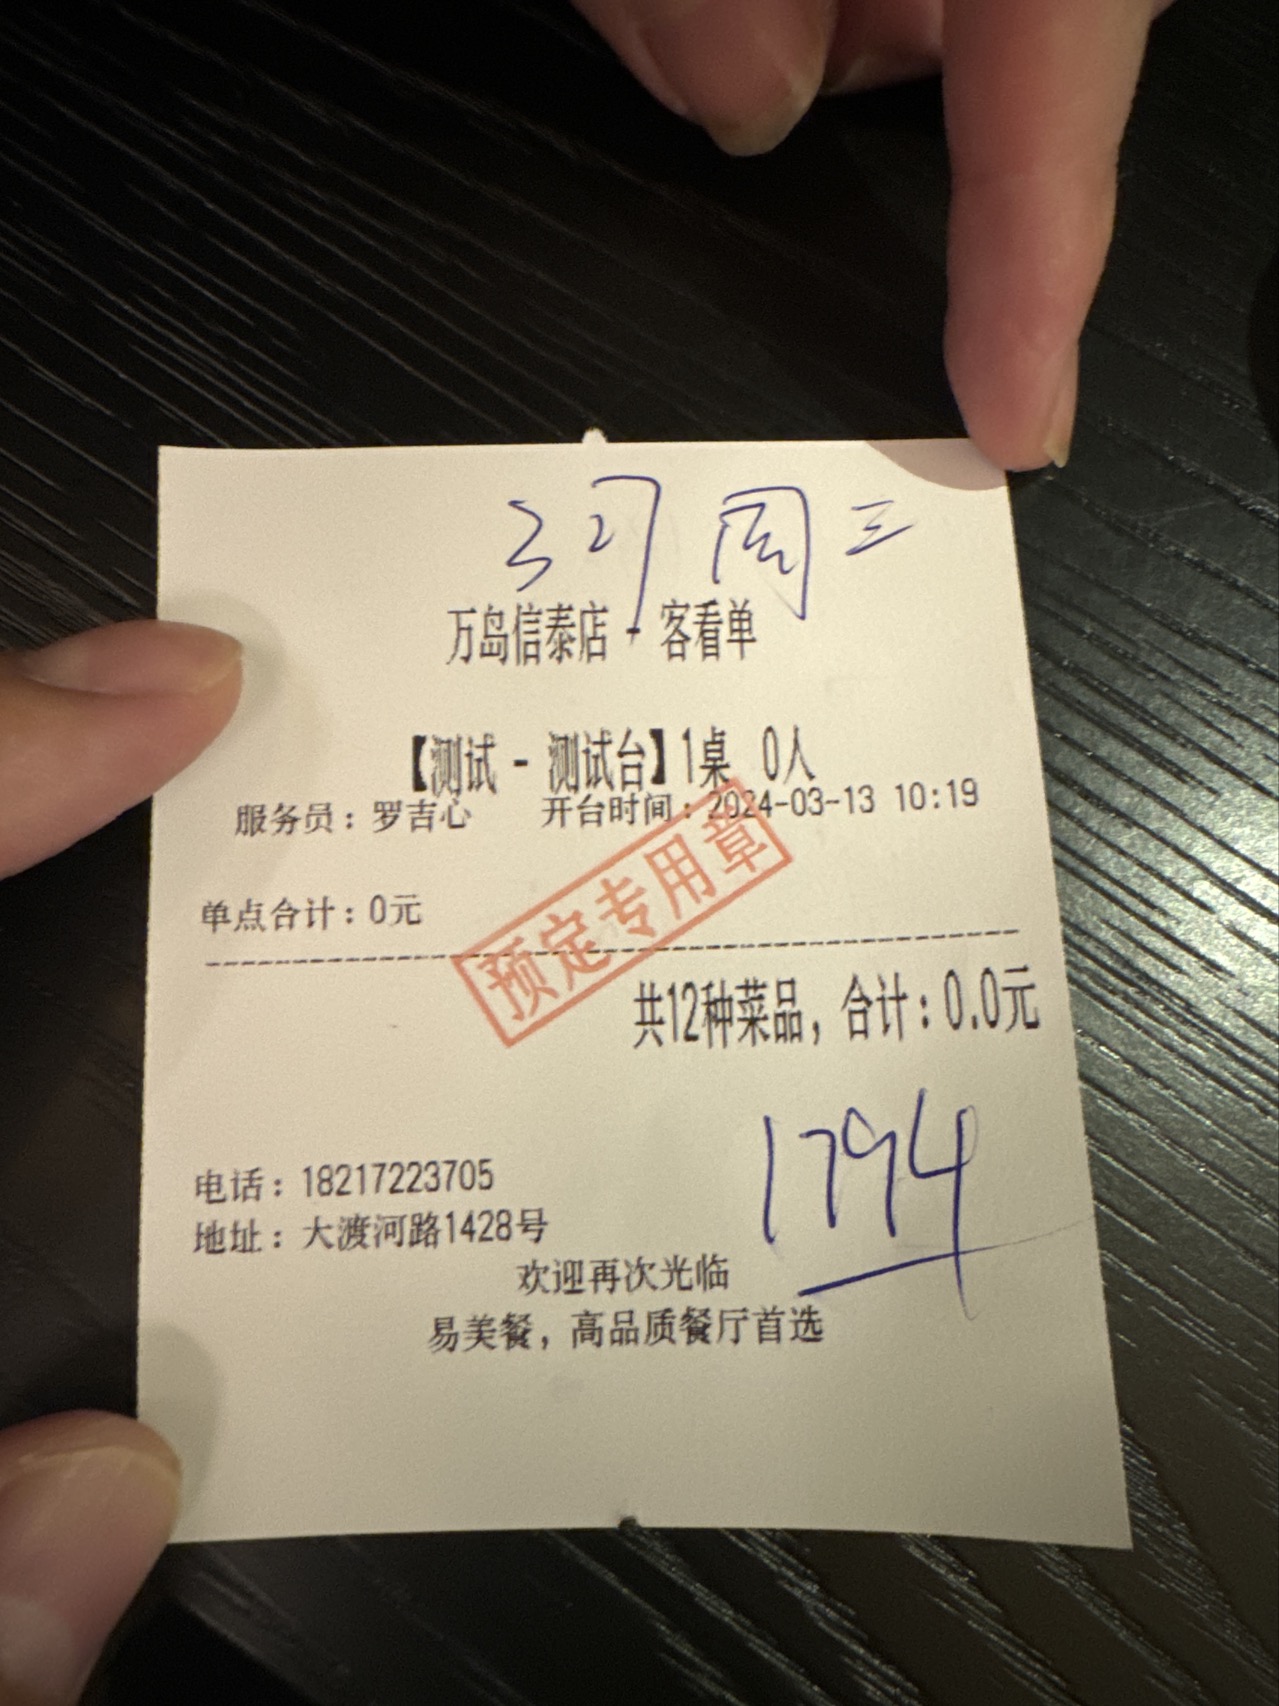 周三
万岛信泰店 - 客看单
【测试 - 测试台】1桌 0人
服务员：罗吉心 开台时间：2024-03-13 10:19
单点合计：0元
预定专用章
共12种菜品，合计：0.0元
1794
电话：18217223705
地址：大渡河路1428号
欢迎再次光临
易美餐，高品质餐厅首选